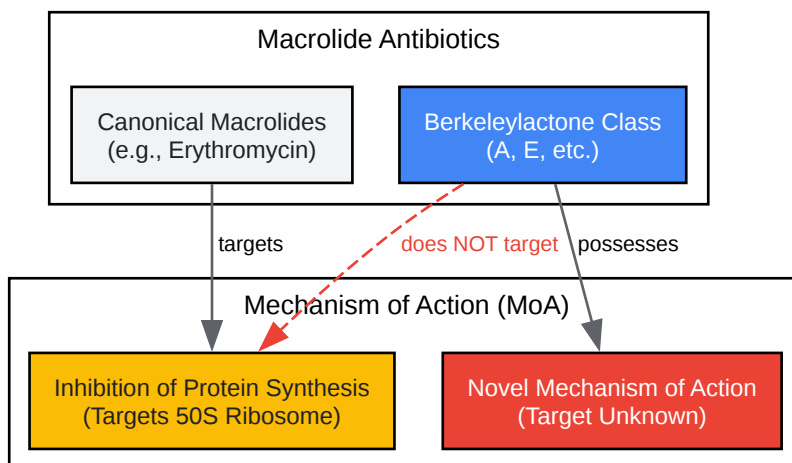 Macrolide Antibiotics
Canonical Macrolides
(e.g., Erythromycin)
Berkeleylactone Class
(A, E, etc.)
targets
does NOT target
possesses
Mechanism of Action (MoA)
Inhibition of Protein Synthesis
(Targets 50S Ribosome)
Novel Mechanism of Action
(Target Unknown)